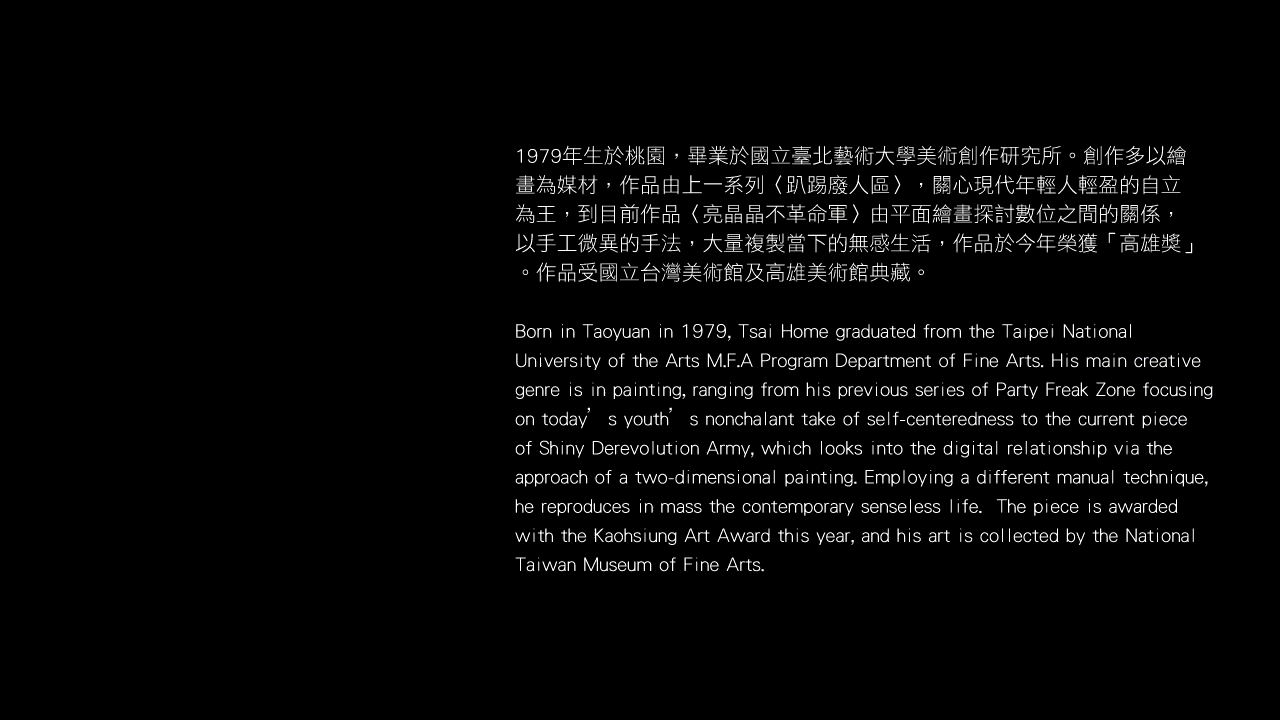 1979年生於桃園，畢業於國立臺北藝術大學美術創作研究所。創作多以繪
畫為媒材，作品由上一系列〈趴踢廢人區〉，關心現代年輕人輕盈的自立
為王，到目前作品〈亮晶晶不革命軍〉由平面繪畫探討數位之間的關係，
以手工微異的手法，大量複製當下的無感生活，作品於今年榮獲「高雄獎」
。作品受國立台灣美術館及高雄美術館典藏。
Born in Taoyuan in 1979, Tsai Home graduated from the Taipei National
University of the Arts M.F.A Program Department of Fine Arts. His main creative
genre is in painting, ranging from his previous series of Party Freak Zone focusing
on today’s youth’s nonchalant take of self-centeredness to the current piece
of Shiny Derevolution Army, which looks into the digital relationship via the
approach of a two-dimensional painting. Employing a different manual technique,
he reproduces in mass the contemporary senseless life.  The piece is awarded
with the Kaohsiung Art Award this year, and his art is collected by the National
Taiwan Museum of Fine Arts.